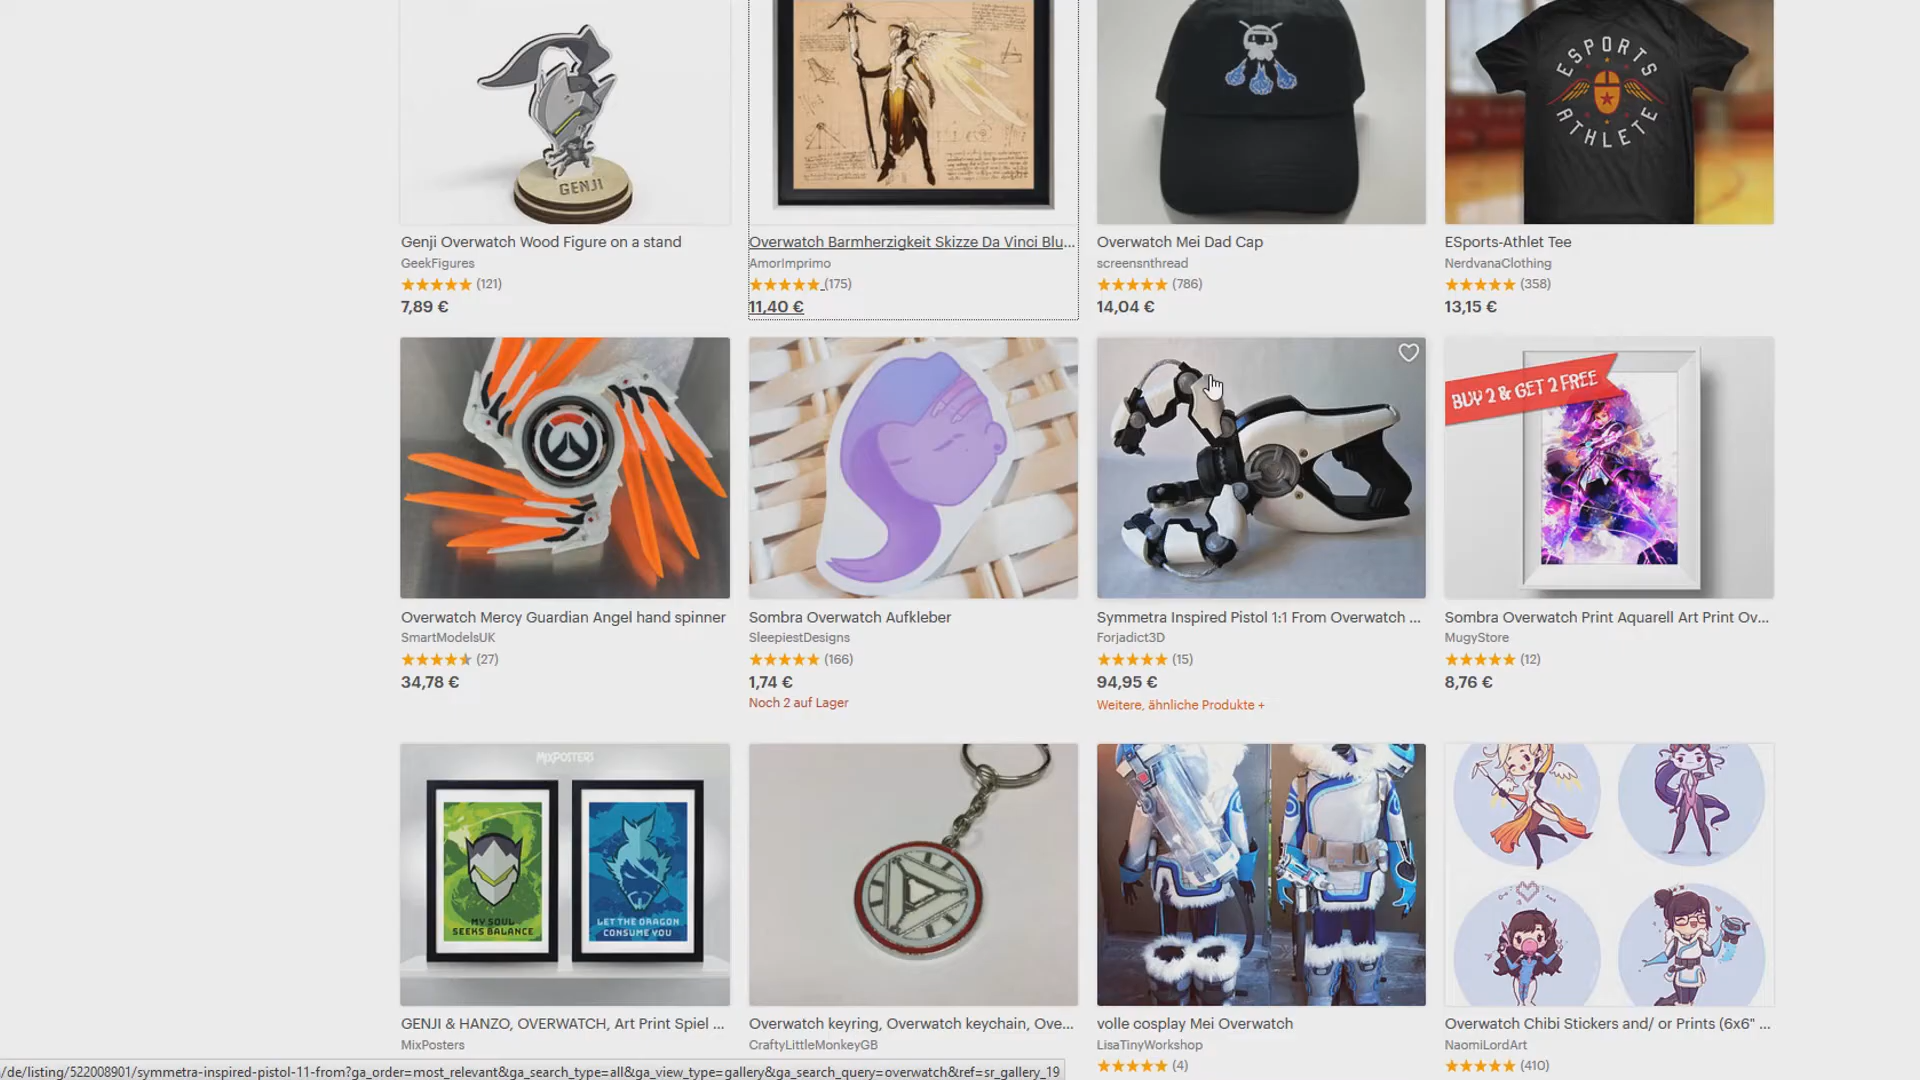 GENJI
ESPORTS
ATHLETE
Genji Overwatch Wood Figure on a stand
GeekFigures
(121)
7,89 €
Overwatch Barmherzigkeit Skizze Da Vinci Blu...
AmorImprimo
(175)
11,40 €
Overwatch Mei Dad Cap
screensnthread
(786)
14,04 €
ESports-Athlet Tee
NerdvanaClothing
(358)
13,15 €
BUY 2 & GET 2 FREE
Overwatch Mercy Guardian Angel hand spinner
SmartModelsUK
(27)
34,78 €
Sombra Overwatch Aufkleber
SleepiestDesigns
(166)
1,74 €
Noch 2 auf Lager
Symmetra Inspired Pistol 1:1 From Overwatch ...
Forjadict3D
(15)
94,95 €
Weitere, ähnliche Produkte +
Sombra Overwatch Print Aquarell Art Print Ov...
MugyStore
(12)
8,76 €
MIXPOSTERS
MY SOUL
SEEKS BALANCE
LET THE DRAGON
CONSUME YOU
GENJI & HANZO, OVERWATCH, Art Print Spiel ...
MixPosters
Overwatch keyring, Overwatch keychain, Ove...
CraftyLittleMonkeyGB
volle cosplay Mei Overwatch
LisaTinyWorkshop
(4)
Overwatch Chibi Stickers and/ or Prints (6x6" ...
NaomiLordArt
(410)
/de/listing/522008901/symmetra-inspired-pistol-11-from?ga_order=most_relevant&ga_search_type=all&ga_view_type=gallery&ga_search_query=overwatch&ref=sr_gallery_19